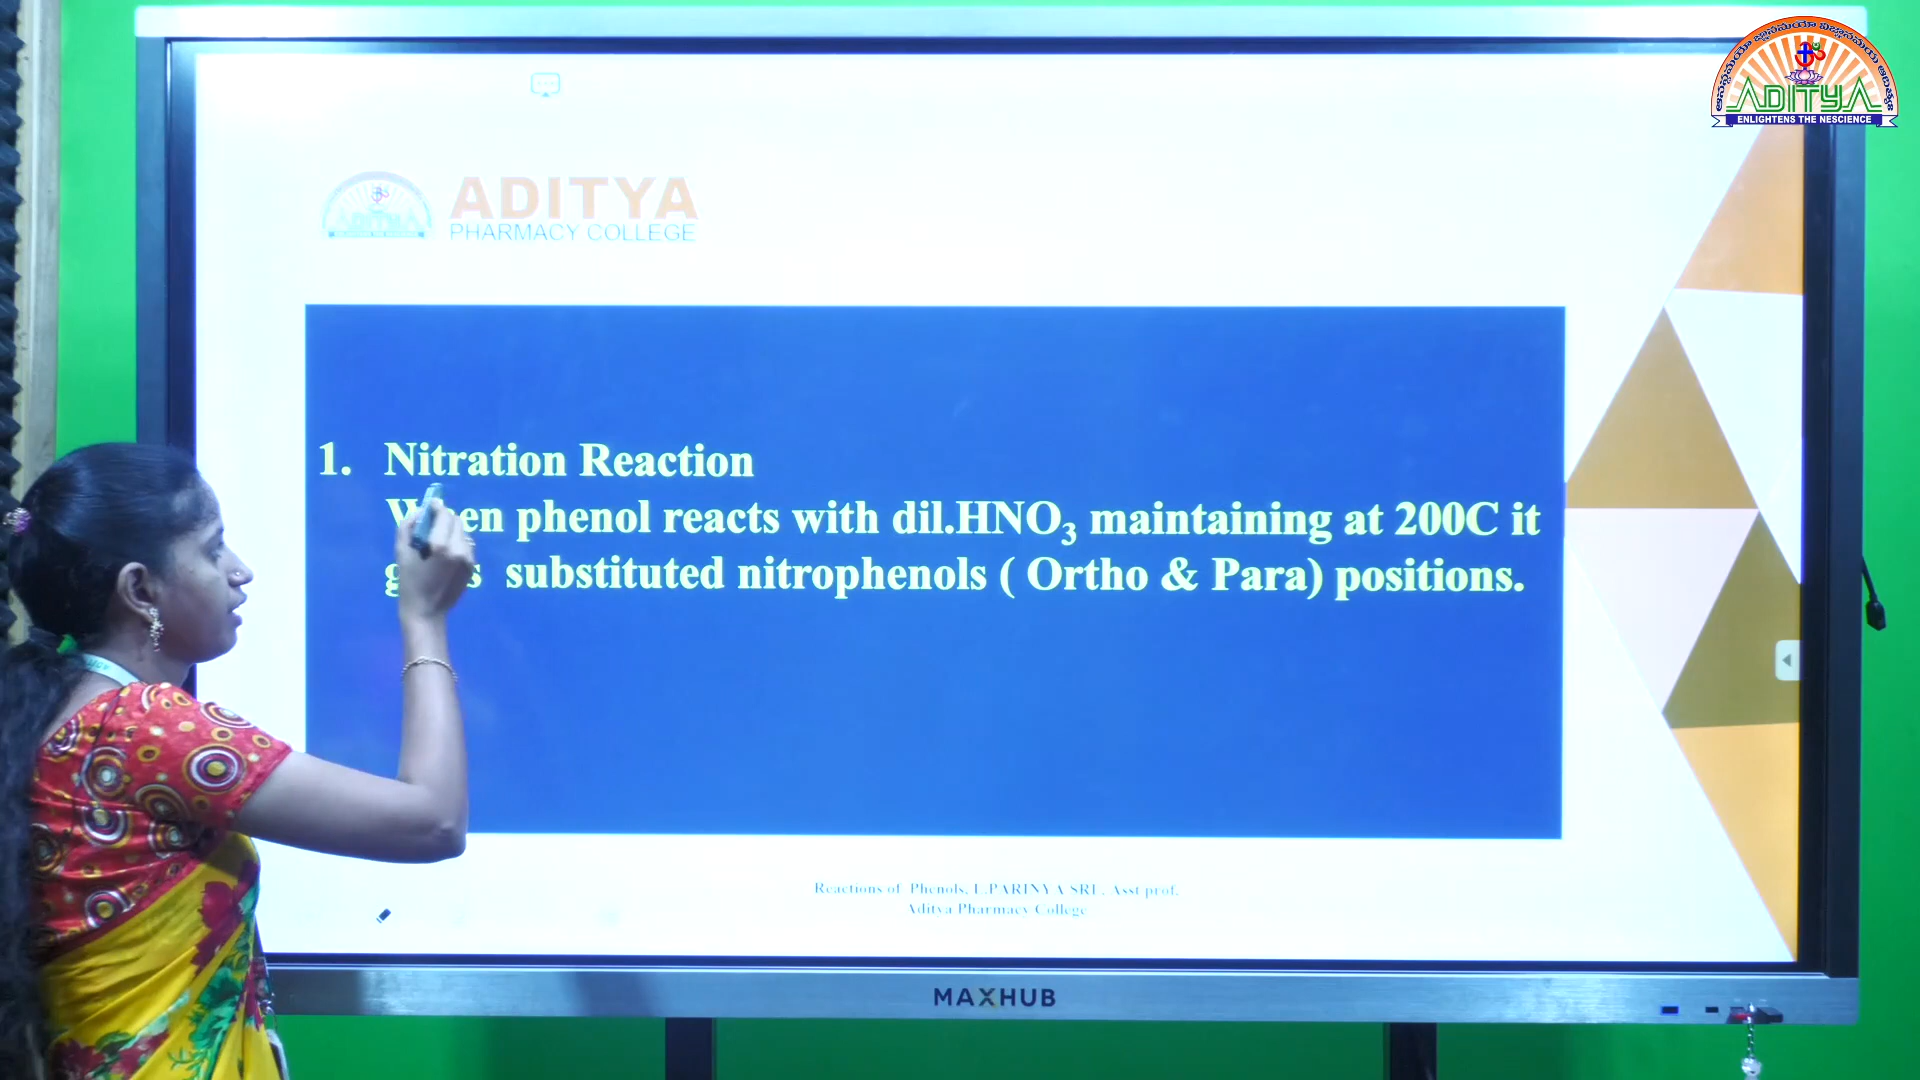 ADITYA
ENLIGHTENS THE NESCIENCE
ADITYA
PHARMACY COLLEGE
1. Nitration Reaction
When phenol reacts with dil.HNO₃ maintaining at 200C it
substituted nitrophenols ( Ortho & Para) positions.
Reactions of Phenols, Asst prof.
Aditya Pharmacy College
MAXHUB